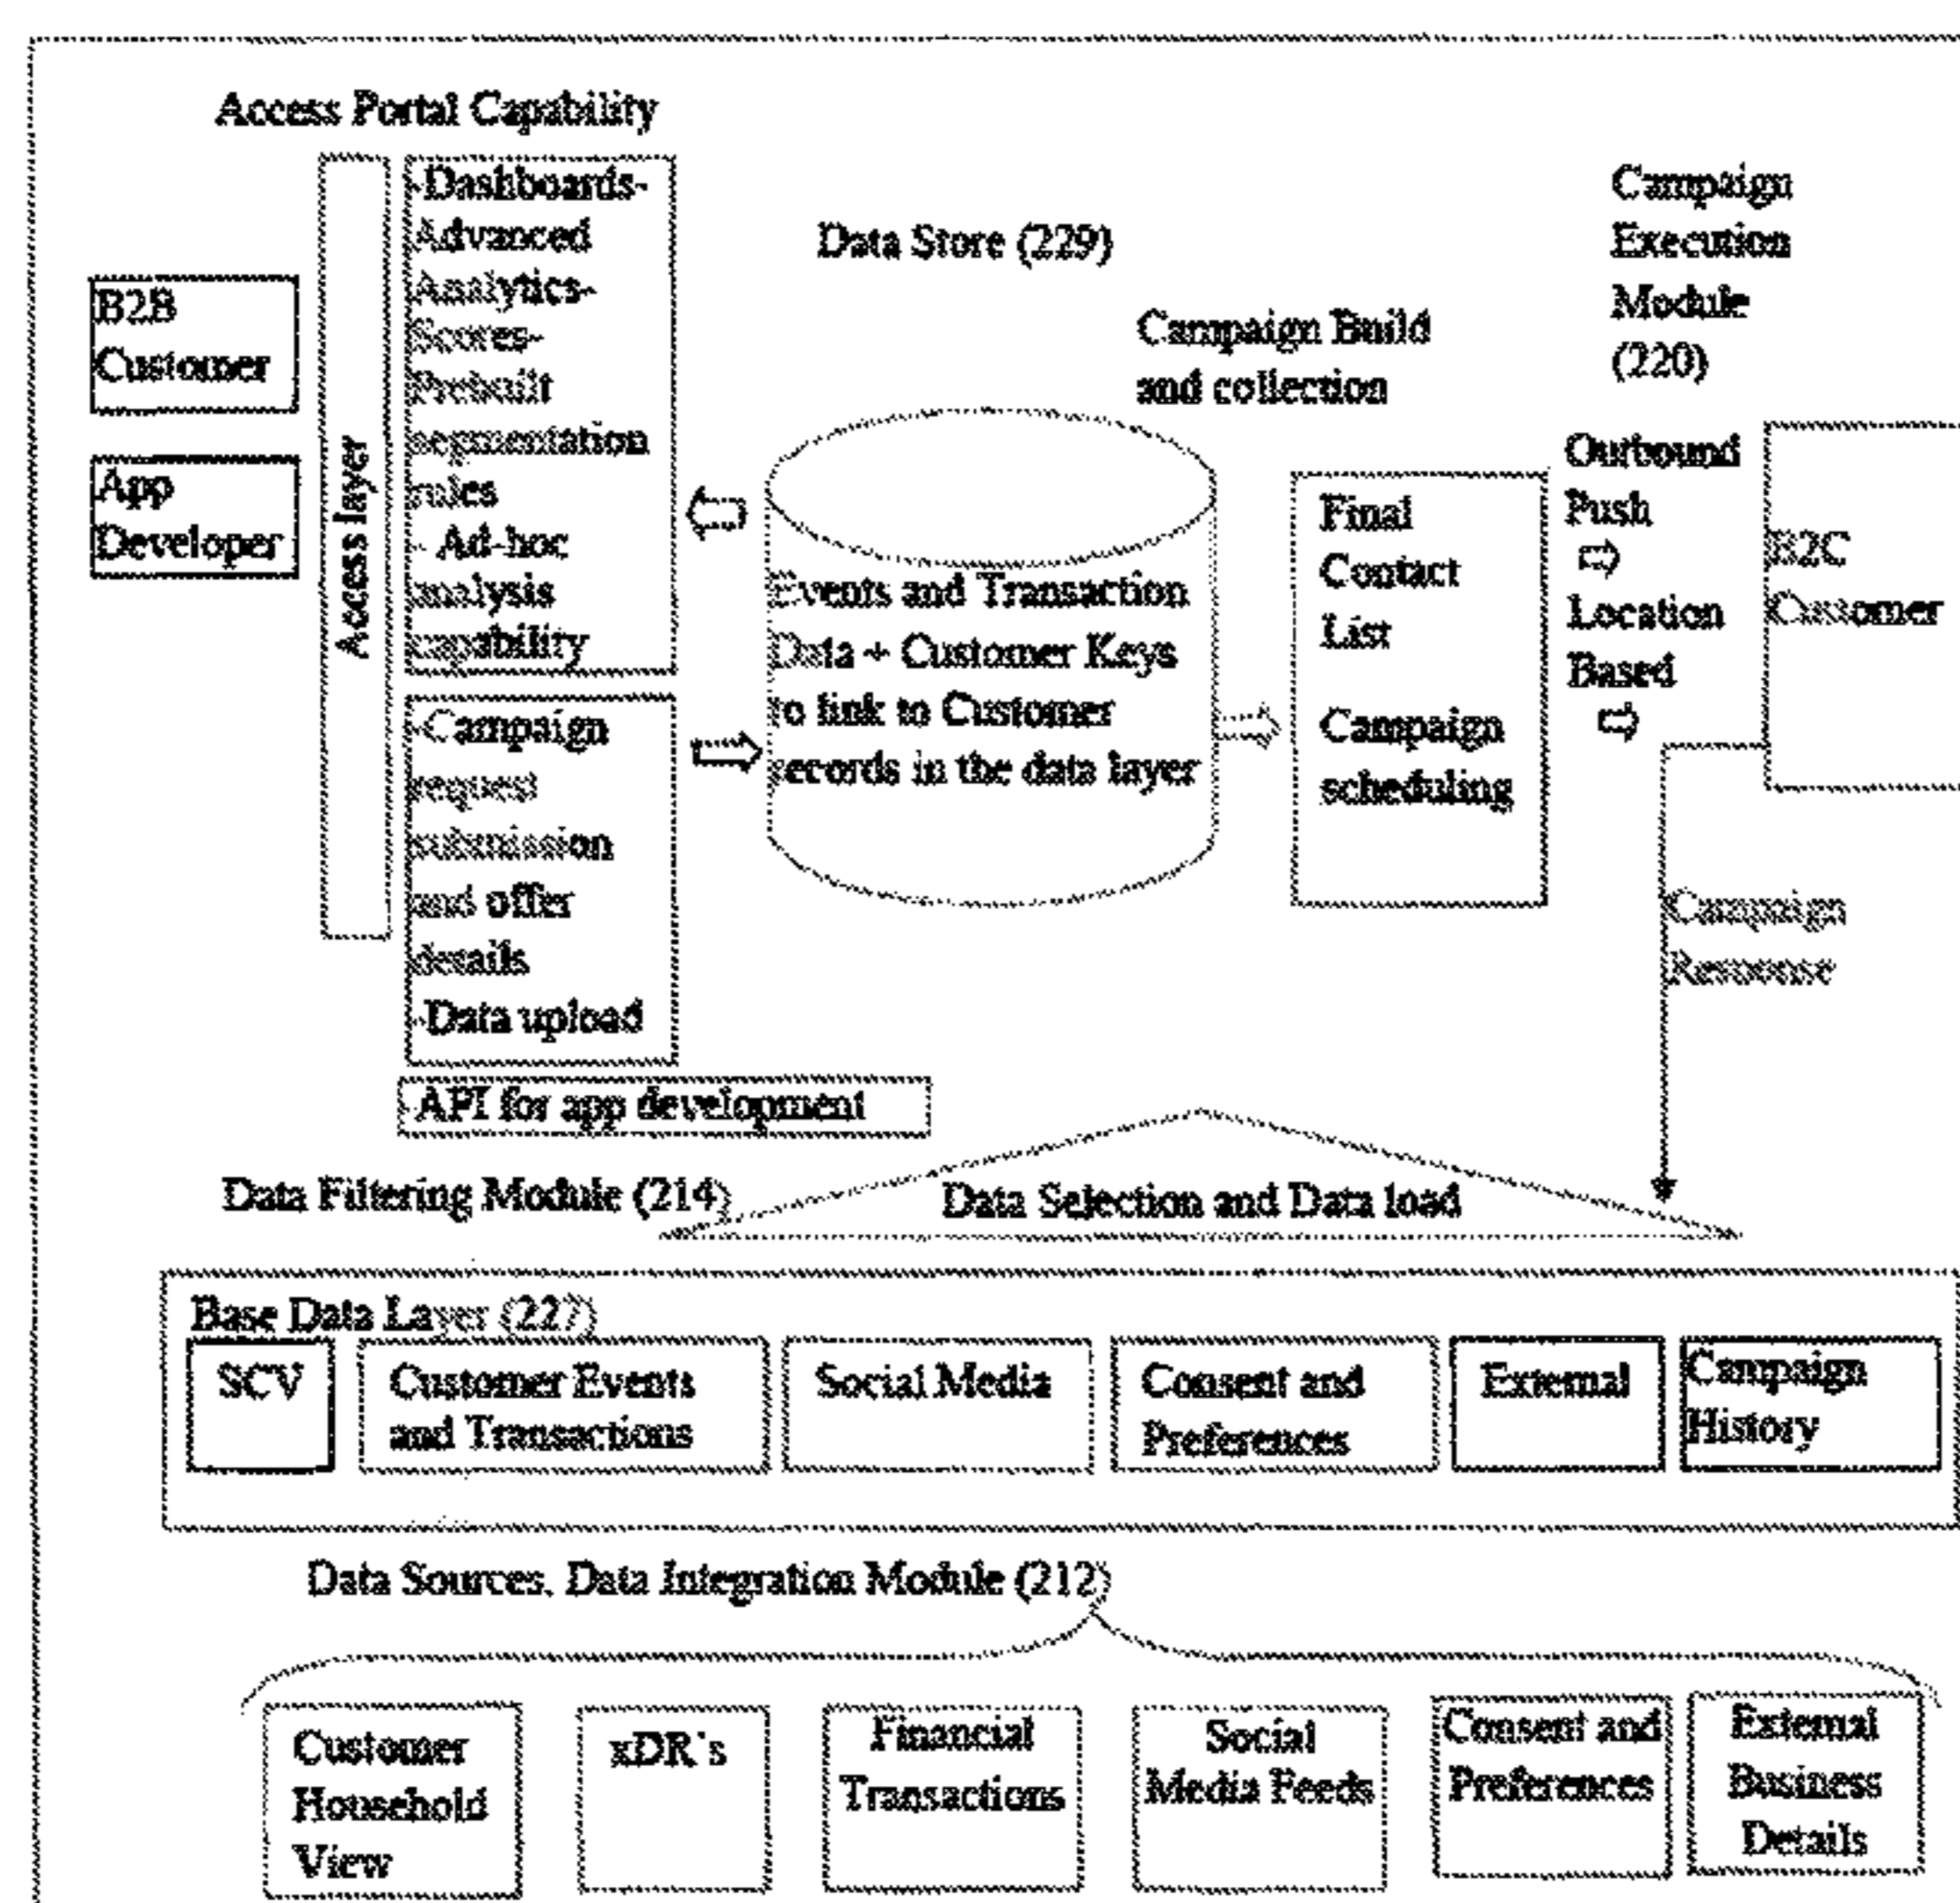 Access Portal Capability
B2B
Customer
App
Developer
Access layer
-Dashboards-
Advanced
Analytics-
Scores-
Prebuilt
segmentation
rules
- Ad-hoc
analysis
capability
-Campaign
request
submission
and offer
details
-Data upload
-API for app development
Data Store (229)
Events and Transaction
Data + Customer Keys
to link to Customer
records in the data layer
Campaign Build
and collection
Final
Contact
List
Campaign
scheduling
Campaign
Execution
Module
(220)
Outbound
Push
Location
Based
B2C
Customer
Campaign
Response
Data Filtering Module (214)
Data Selection and Data load
Base Data Layer (227)
SCV
Customer Events
and Transactions
Social Media
Consent and
Preferences
External
Campaign
History
Data Sources, Data Integration Module (212)
Customer
Household
View
xDR's
Financial
Transactions
Social
Media Feeds
Consent and
Preferences
External
Business
Details